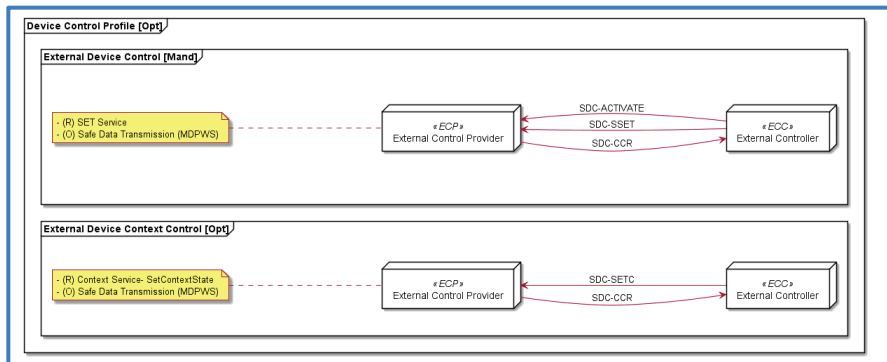 Device Control Profile [Opt]
External Device Control [Mand]
- (R) SET Service
- (O) Safe Data Transmission (MDPWS)
«ECP»
External Control Provider
SDC-ACTIVATE
SDC-SSET
SDC-CCR
«ECC»
External Controller
External Device Context Control [Opt]
- (R) Context Service- SetContextState
- (O) Safe Data Transmission (MDPWS)
«ECP»
External Control Provider
SDC-SETC
SDC-CCR
«ECC»
External Controller